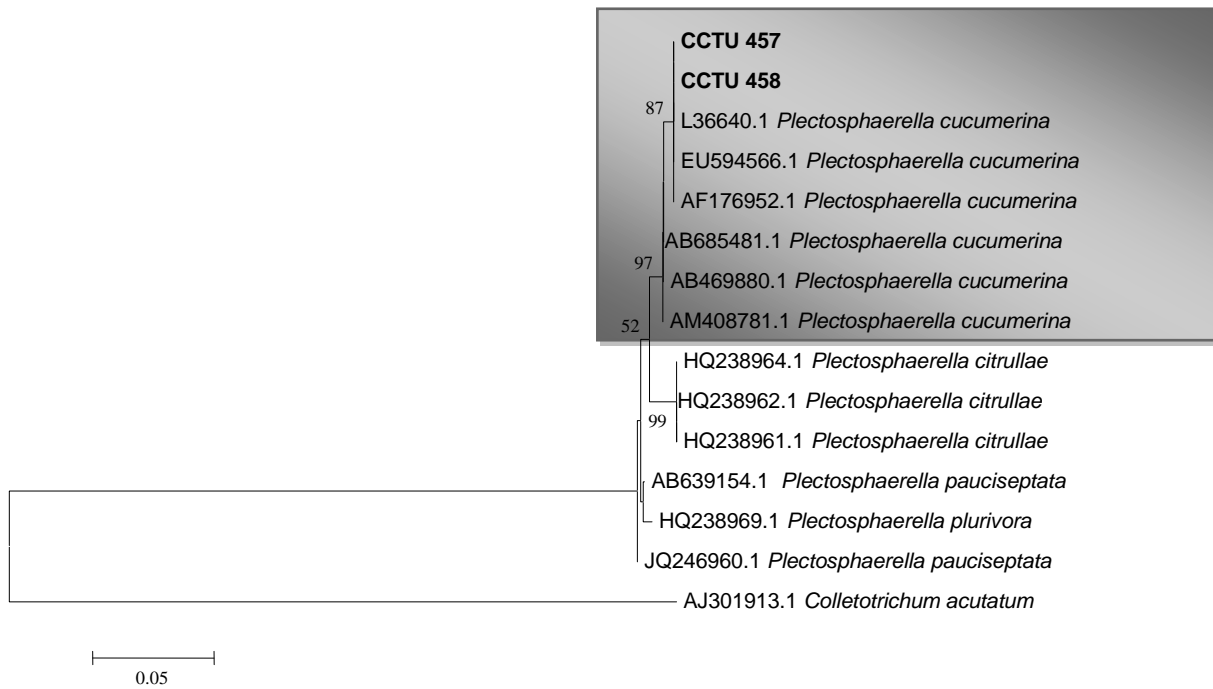 CCTU 457
CCTU 458
87
L36640.1 Plectosphaerella cucumerina
EU594566.1 Plectosphaerella cucumerina
AF176952.1 Plectosphaerella cucumerina
AB685481.1 Plectosphaerella cucumerina
97
AB469880.1 Plectosphaerella cucumerina
AM408781.1 Plectosphaerella cucumerina
52
HQ238964.1 Plectosphaerella citrullae
HQ238962.1 Plectosphaerella citrullae
99
HQ238961.1 Plectosphaerella citrullae
AB639154.1 Plectosphaerella pauciseptata
HQ238969.1 Plectosphaerella plurivora
JQ246960.1 Plectosphaerella pauciseptata
AJ301913.1 Colletotrichum acutatum
0.05